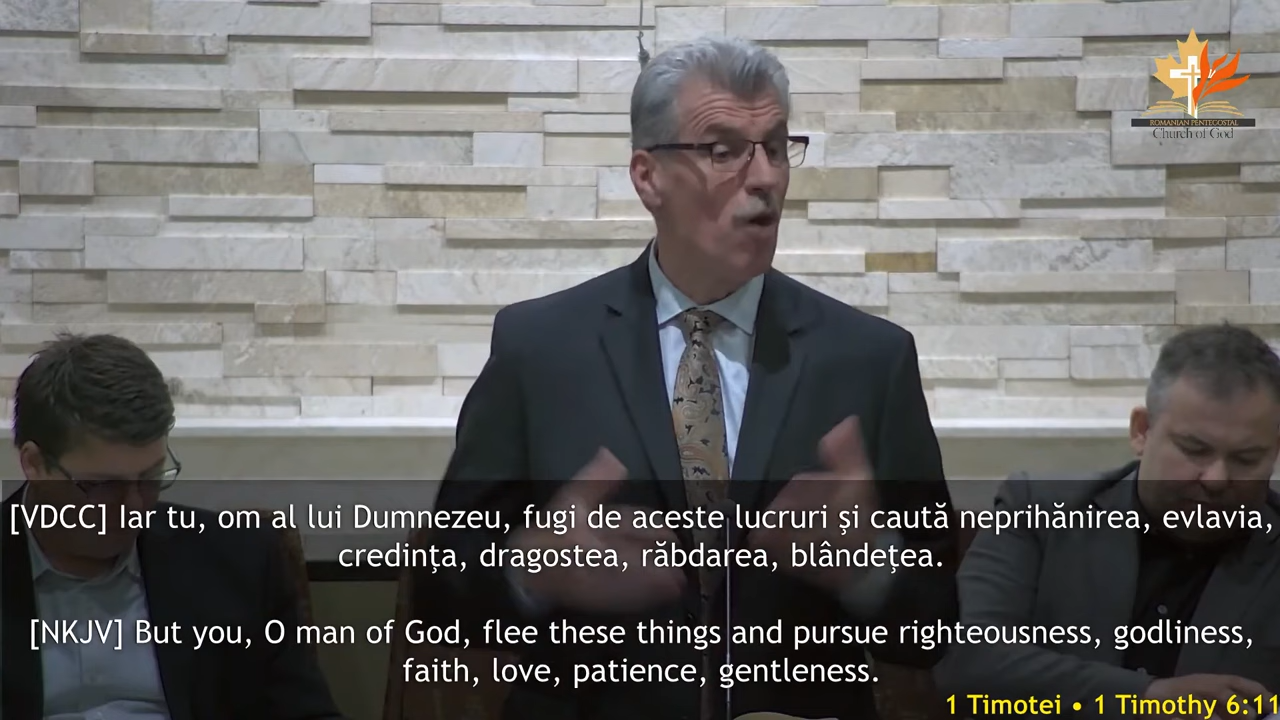 ROMANIAN PENTECOSTAL
Church of God
[VDCC] Iar tu, om al lui Dumnezeu, fugi de aceste lucruri și caută neprihănirea, evlavia,
credința, dragostea, răbdarea, blândețea.
[NKJV] But you, O man of God, flee these things and pursue righteousness, godliness,
faith, love, patience, gentleness.
1 Timotei • 1 Timothy 6:11